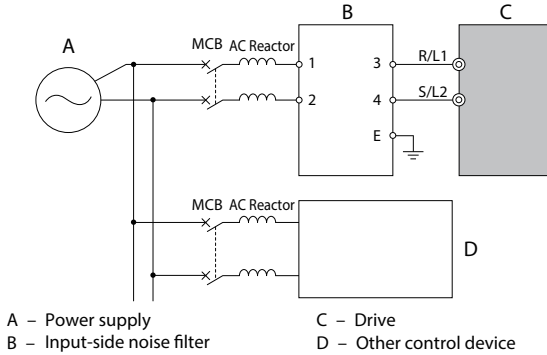 A
MCB AC Reactor
B
C
1
2
3
4
E
R/L1
S/L2
MCB AC Reactor
D
A – Power supply
B – Input-side noise filter
C – Drive
D – Other control device